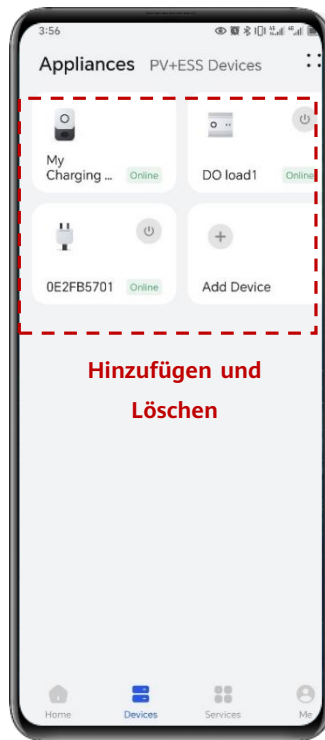 3:56
Appliances PV+ESS Devices
My
Charging ... Online
DO load1 Online
0E2FB5701 Online
Add Device
Hinzufügen und
Löschen
Home Devices Services Me